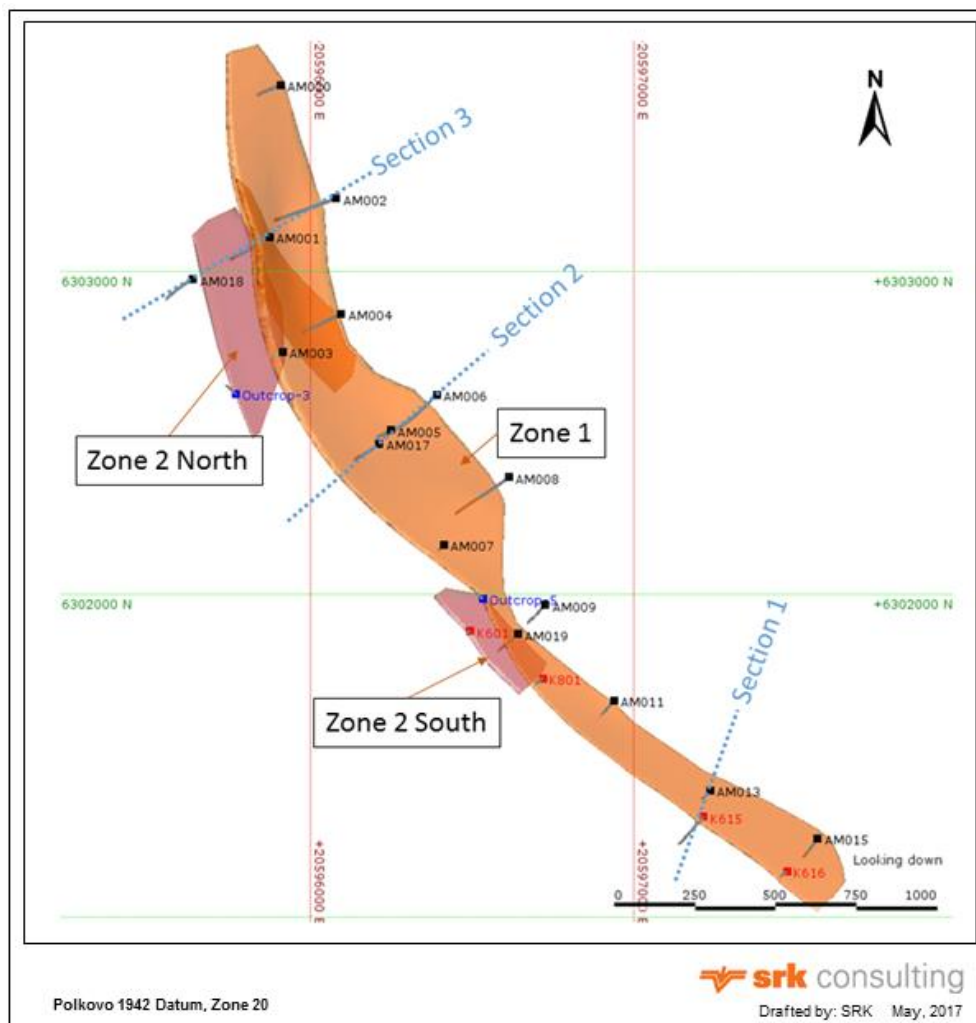 20596000 E
+20597000 E
N
AM020
Section 3
AM002
AM001
6303000 N
+6303000 N
AM018
Section 2
AM004
AM003
Outcrop-3
AM006
Zone 2 North
AM005
AM017
Zone 1
AM008
AM007
6302000 N
Outcrop-5
+6302000 N
AM009
K601
AM019
Section 1
K801
Zone 2 South
AM011
AM013
K615
AM015
Looking down
K616
+20596000 E
+20597000 E
0 250 500 750 1000
srk consulting
Polkovo 1942 Datum, Zone 20
Drafted by: SRK May, 2017